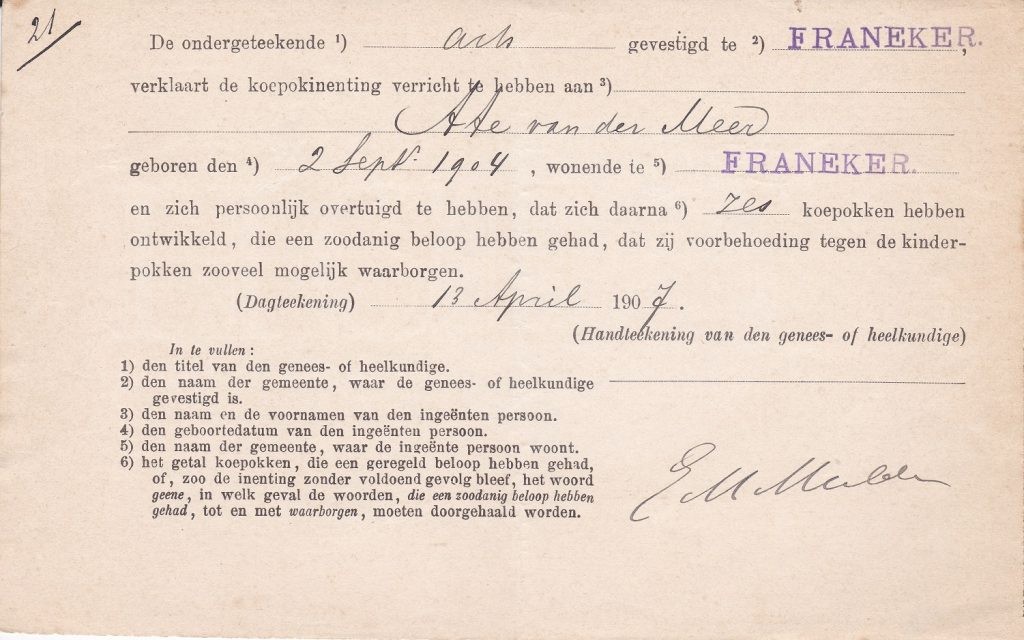 21
De ondergeteekende 1) arts gevestigd te 2) FRANEKER.,
verklaart de koepokinenting verricht te hebben aan 3)
Ate van der Meer
geboren den 4) 2 Sept. 1904, wonende te 5) FRANEKER.
en zich persoonlijk overtuigd te hebben, dat zich daarna 6) zes koepokken hebben
ontwikkeld, die een zoodanig beloop hebben gehad, dat zij voorbehoeding tegen de kinder-
pokken zooveel mogelijk waarborgen.
(Dagteekening) 13 April 1907.
(Handteekening van den genees- of heelkundige)
In te vullen:
1) den titel van den genees- of heelkundige.
2) den naam der gemeente, waar de genees- of heelkundige
gevestigd is.
3) den naam en de voornamen van den ingeënten persoon.
4) den geboortedatum van den ingeënten persoon.
5) den naam der gemeente, waar de ingeënte persoon woont.
6) het getal koepokken, die een geregeld beloop hebben gehad,
of, zoo de inenting zonder voldoend gevolg bleef, het woord
geene, in welk geval de woorden, die een zoodanig beloop hebben
gehad, tot en met waarborgen, moeten doorgehaald worden.
E M Mulder